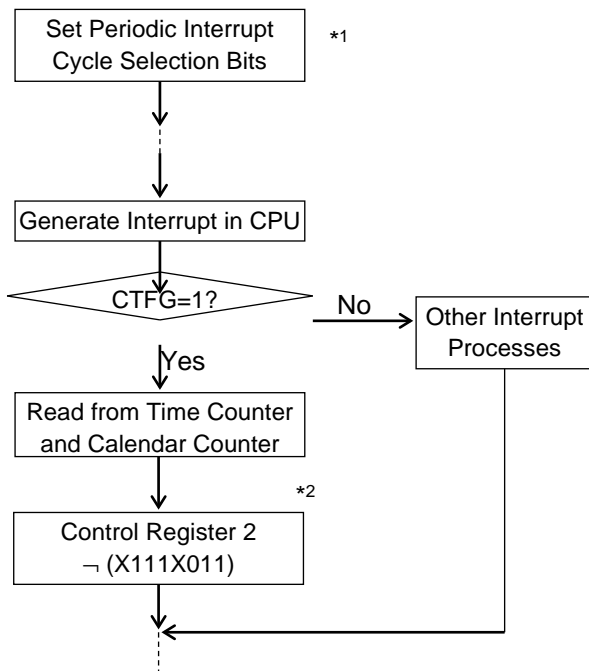 Set Periodic Interrupt
Cycle Selection Bits
*1
Generate Interrupt in CPU
CTFG=1?
No
Other Interrupt
Processes
Yes
Read from Time Counter
and Calendar Counter
*2
Control Register 2
¬ (X111X011)